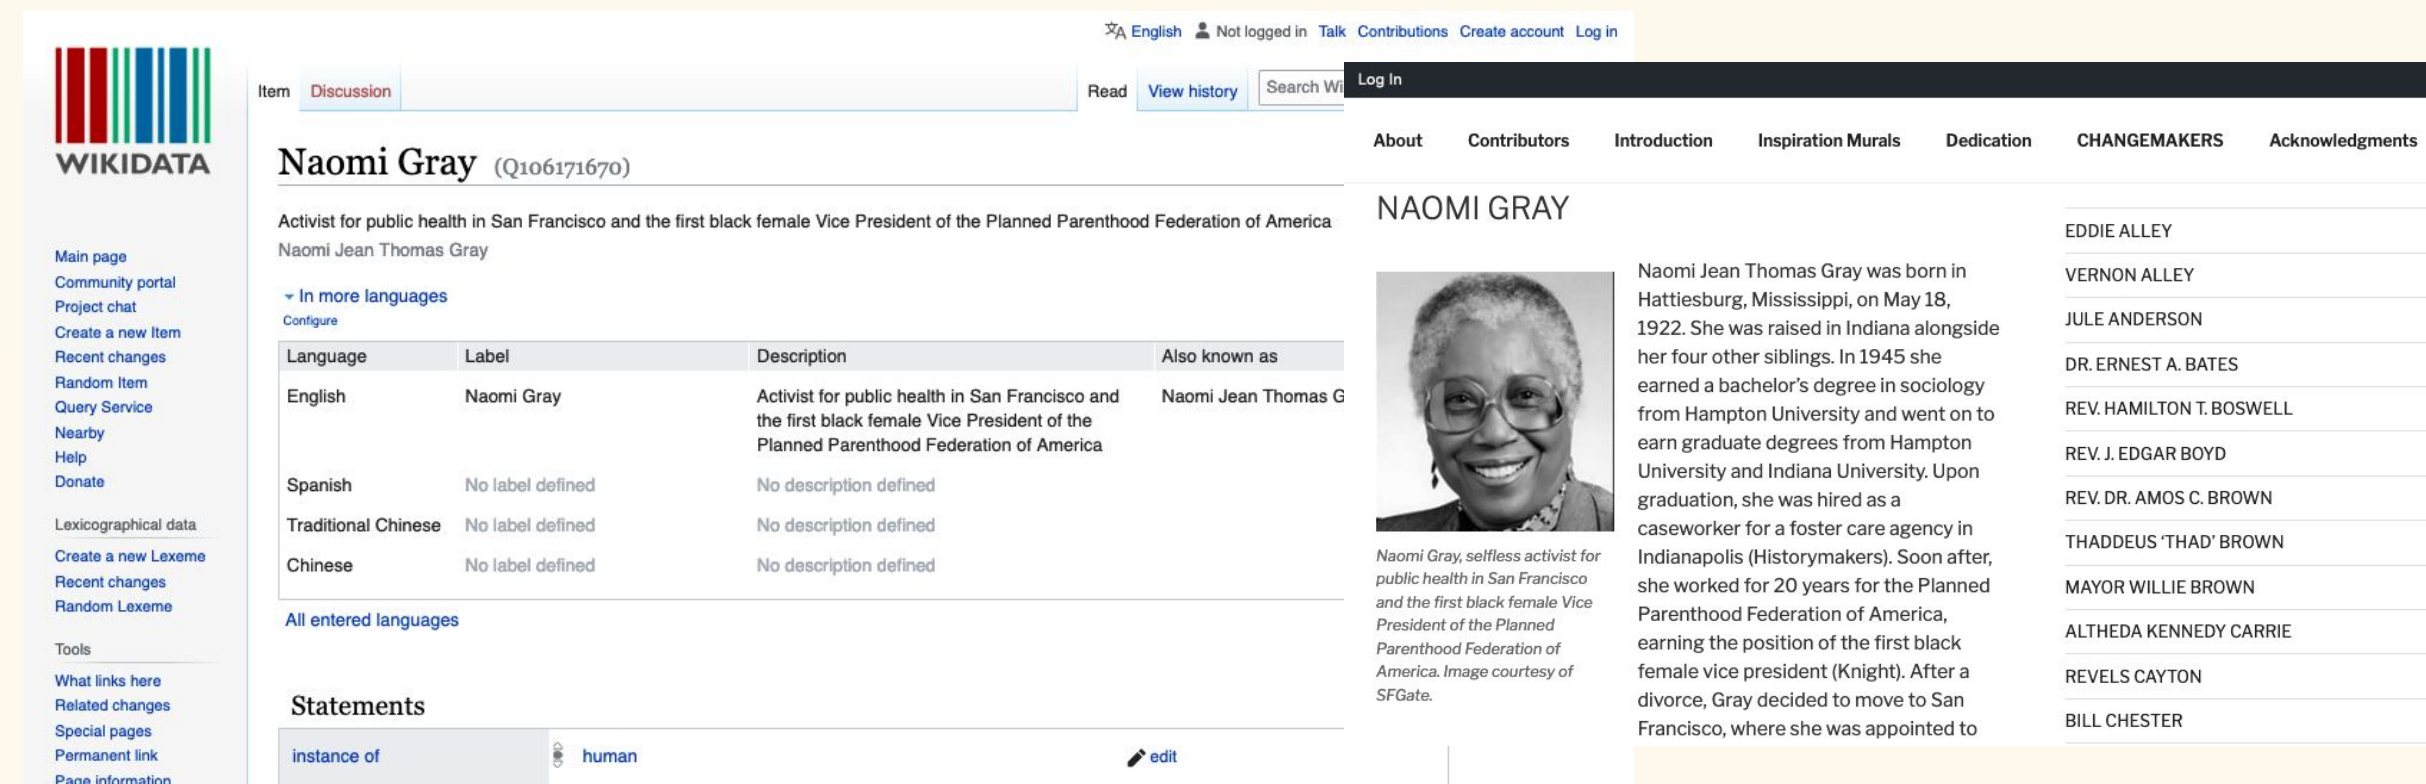 English Not logged in Talk Contributions Create account Log in
WIKIDATA
Item Discussion
Read View history Search Wi
Naomi Gray (Q106171670)
Activist for public health in San Francisco and the first black female Vice President of the Planned Parenthood Federation of America
Naomi Jean Thomas Gray
In more languages
Configure
Language Label Description Also known as
English Naomi Gray Activist for public health in San Francisco and Naomi Jean Thomas G
the first black female Vice President of the
Planned Parenthood Federation of America
Spanish No label defined No description defined
Traditional Chinese No label defined No description defined
Chinese No label defined No description defined
All entered languages
Statements
instance of human edit
Main page
Community portal
Project chat
Create a new Item
Recent changes
Random Item
Query Service
Nearby
Help
Donate
Lexicographical data
Create a new Lexeme
Recent changes
Random Lexeme
Tools
What links here
Related changes
Special pages
Permanent link
Page information
Log In
About Contributors Introduction Inspiration Murals Dedication CHANGEMAKERS Acknowledgments
NAOMI GRAY
Naomi Gray, selfless activist for
public health in San Francisco
and the first black female Vice
President of the Planned
Parenthood Federation of
America. Image courtesy of
SFGate.
Naomi Jean Thomas Gray was born in
Hattiesburg, Mississippi, on May 18,
1922. She was raised in Indiana alongside
her four other siblings. In 1945 she
earned a bachelor's degree in sociology
from Hampton University and went on to
earn graduate degrees from Hampton
University and Indiana University. Upon
graduation, she was hired as a
caseworker for a foster care agency in
Indianapolis (Historymakers). Soon after,
she worked for 20 years for the Planned
Parenthood Federation of America,
earning the position of the first black
female vice president (Knight). After a
divorce, Gray decided to move to San
Francisco, where she was appointed to
EDDIE ALLEY
VERNON ALLEY
JULE ANDERSON
DR. ERNEST A. BATES
REV. HAMILTON T. BOSWELL
REV. J. EDGAR BOYD
REV. DR. AMOS C. BROWN
THADDEUS 'THAD' BROWN
MAYOR WILLIE BROWN
ALTHEDA KENNEDY CARRIE
REVELS CAYTON
BILL CHESTER